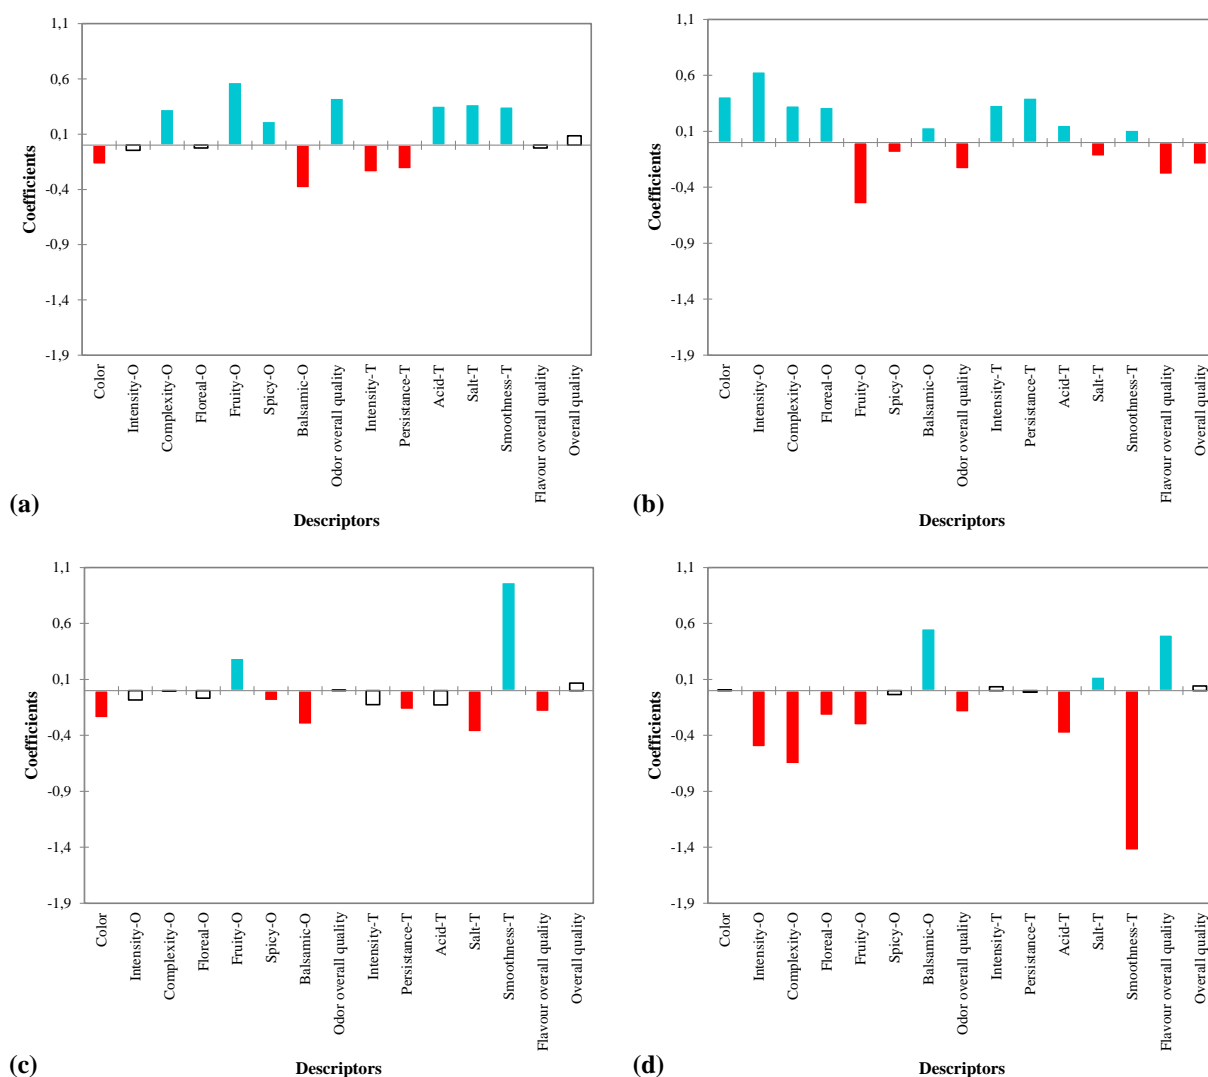 1,1
0,6
0,1
-0,4
-0,9
-1,4
-1,9
Coefficients
Color
Intensity-O
Complexity-O
Floreal-O
Fruity-O
Spicy-O
Balsamic-O
Odor overall quality
Intensity-T
Persistance-T
Acid-T
Salt-T
Smoothness-T
Flavour overall quality
Overall quality
Descriptors
(a)
1,1
0,6
0,1
-0,4
-0,9
-1,4
-1,9
Coefficients
Color
Intensity-O
Complexity-O
Floreal-O
Fruity-O
Spicy-O
Balsamic-O
Odor overall quality
Intensity-T
Persistance-T
Acid-T
Salt-T
Smoothness-T
Flavour overall quality
Overall quality
Descriptors
(b)
1,1
0,6
0,1
-0,4
-0,9
-1,4
-1,9
Coefficients
Color
Intensity-O
Complexity-O
Floreal-O
Fruity-O
Spicy-O
Balsamic-O
Odor overall quality
Intensity-T
Persistance-T
Acid-T
Salt-T
Smoothness-T
Flavour overall quality
Overall quality
Descriptors
(c)
1,1
0,6
0,1
-0,4
-0,9
-1,4
-1,9
Coefficients
Color
Intensity-O
Complexity-O
Floreal-O
Fruity-O
Spicy-O
Balsamic-O
Odor overall quality
Intensity-T
Persistance-T
Acid-T
Salt-T
Smoothness-T
Flavour overall quality
Overall quality
Descriptors
(d)